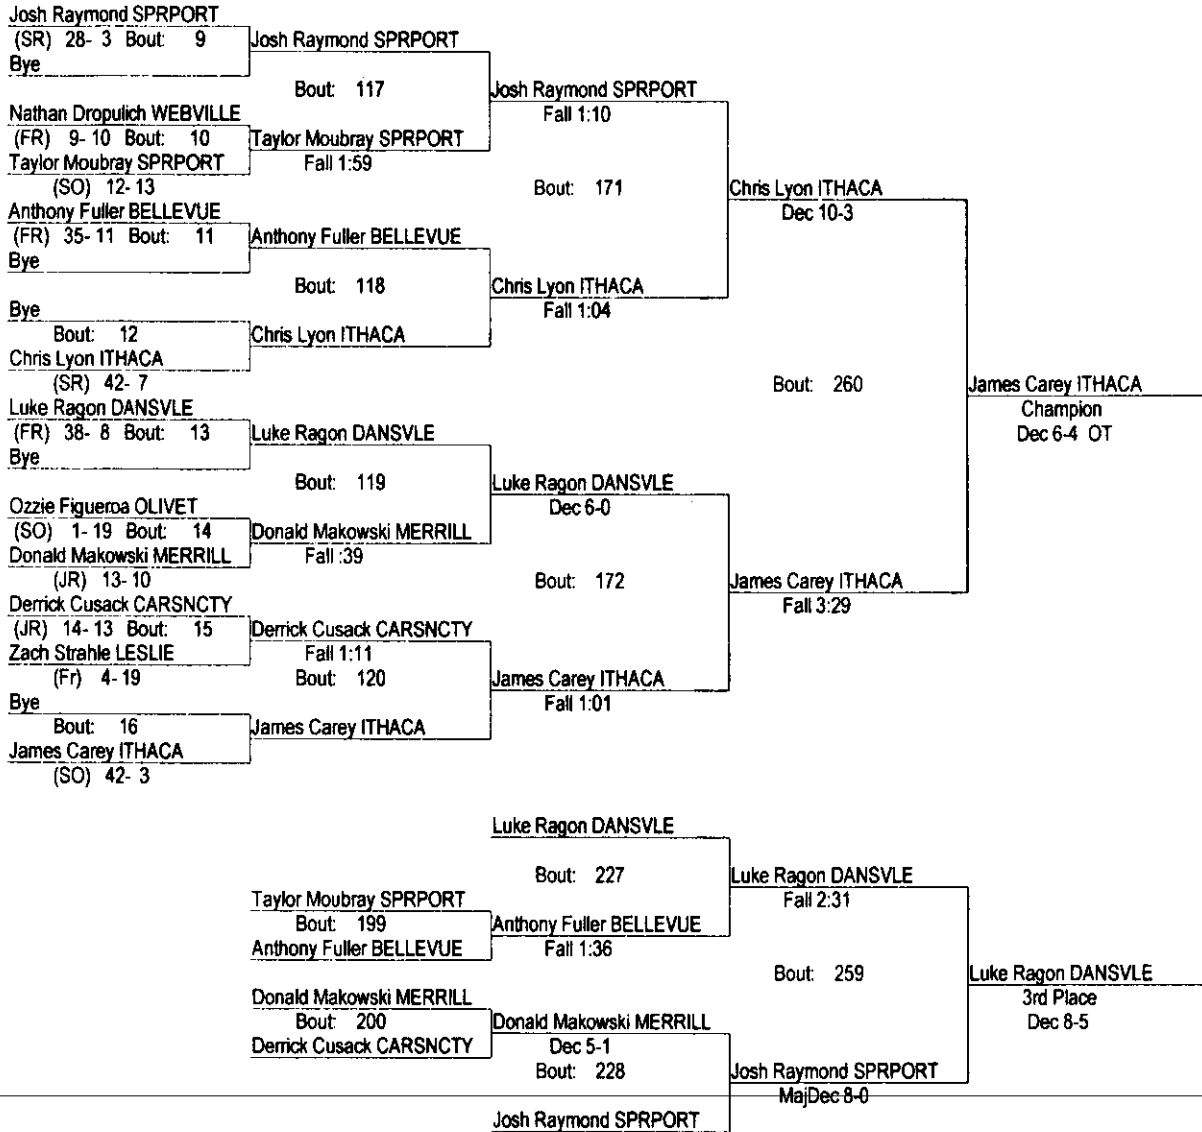 Josh Raymond SPRPORT
(SR) 28- 3 Bout: 9
Bye
Josh Raymond SPRPORT
Bout: 117
Nathan Dropulich WEBVILLE
(FR) 9- 10 Bout: 10
Taylor Moubray SPRPORT
(SO) 12- 13
Taylor Moubray SPRPORT
Fall 1:59
Josh Raymond SPRPORT
Fall 1:10
Bout: 171
Anthony Fuller BELLEVUE
(FR) 35- 11 Bout: 11
Bye
Anthony Fuller BELLEVUE
Bout: 118
Bye
Bout: 12
Chris Lyon ITHACA
(SR) 42- 7
Chris Lyon ITHACA
Chris Lyon ITHACA
Fall 1:04
Chris Lyon ITHACA
Dec 10-3
Bout: 260
James Carey ITHACA
Champion
Dec 6-4 OT
Luke Ragon DANSVLE
(FR) 38- 8 Bout: 13
Bye
Luke Ragon DANSVLE
Bout: 119
Ozzie Figueroa OLIVET
(SO) 1- 19 Bout: 14
Donald Makowski MERRILL
(JR) 13- 10
Donald Makowski MERRILL
Fall :39
Luke Ragon DANSVLE
Dec 6-0
Bout: 172
Derrick Cusack CARSNCTY
(JR) 14- 13 Bout: 15
Zach Strahle LESLIE
(Fr) 4- 19
Derrick Cusack CARSNCTY
Fall 1:11
Bout: 120
Bye
Bout: 16
James Carey ITHACA
(SO) 42- 3
James Carey ITHACA
James Carey ITHACA
Fall 1:01
James Carey ITHACA
Fall 3:29
Luke Ragon DANSVLE
Bout: 227
Taylor Moubray SPRPORT
Bout: 199
Anthony Fuller BELLEVUE
Anthony Fuller BELLEVUE
Fall 1:36
Luke Ragon DANSVLE
Fall 2:31
Bout: 259
Donald Makowski MERRILL
Bout: 200
Derrick Cusack CARSNCTY
Donald Makowski MERRILL
Dec 5-1
Bout: 228
Josh Raymond SPRPORT
Josh Raymond SPRPORT
MajDec 8-0
Luke Ragon DANSVLE
3rd Place
Dec 8-5